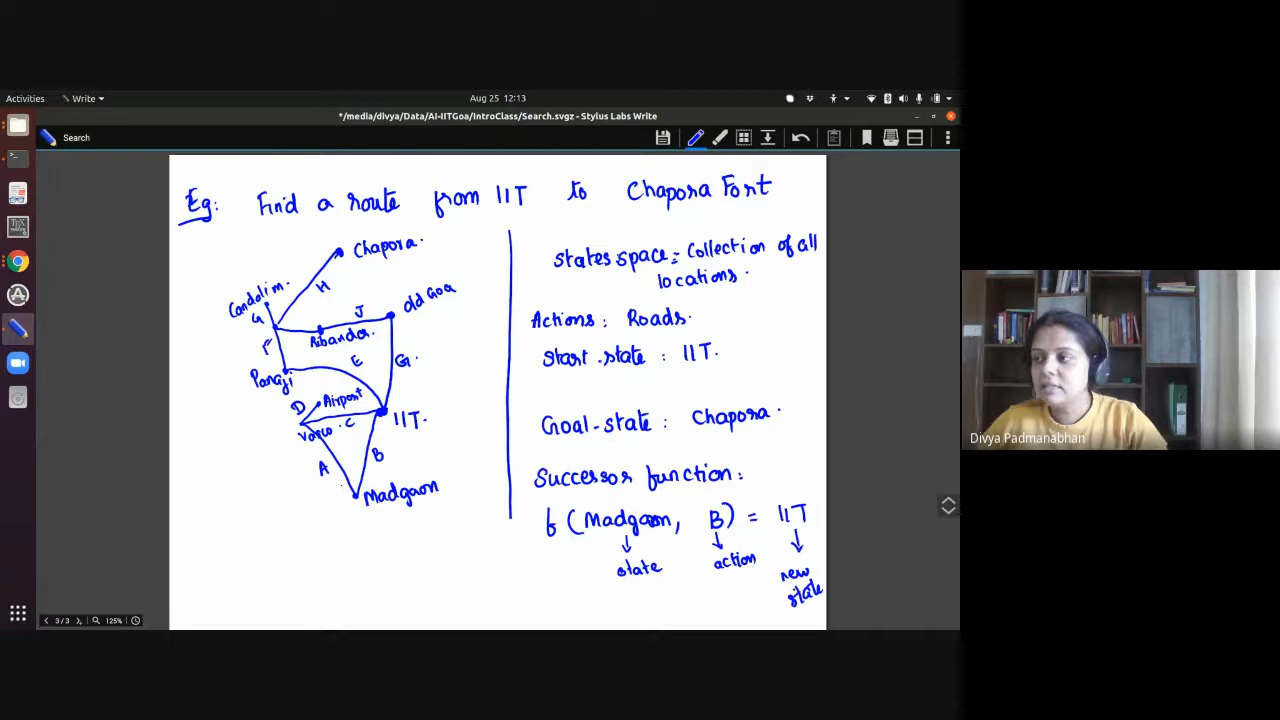 Activities
Write
Aug 25 12:13
*/media/divya/Data/AI-IITGoa/IntroClass/Search.svgz - Stylus Labs Write
Search
Eg: Find a route from IIT to Chapora Font
Chapora.
Candolim.
H
G
J
Old Goa
Ribandar.
F
E
G.
Panaji
D
Airport
Vasco.
C
IIT.
A
B
Madgaon
States space = Collection of all
locations.
Actions: Roads.
Start-state: IIT.
Goal-state: Chapora.
Successor function:
f (Madgaon, B) = IIT
state
action
new
state
Divya Padmanabhan
3/3
125%